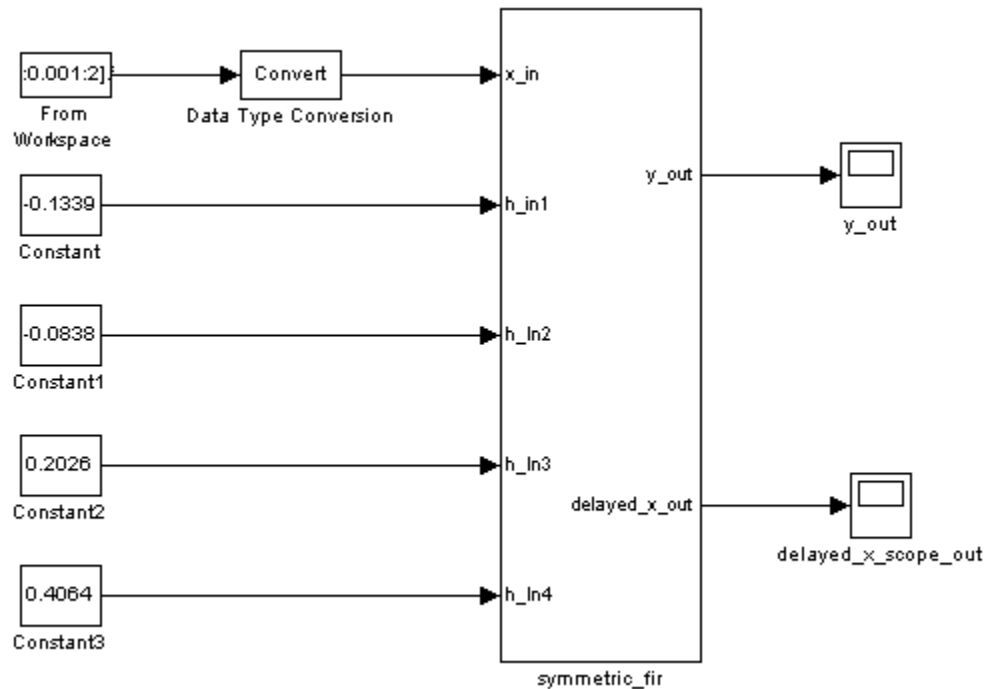 :0.001:2].
From
Workspace
Convert
Data Type Conversion
x_in
-0.1339
Constant
h_in1
y_out
y_out
-0.0838
Constant1
h_In2
0.2026
Constant2
h_In3
delayed_x_out
delayed_x_scope_out
0.4064
Constant3
h_In4
symmetric_fir